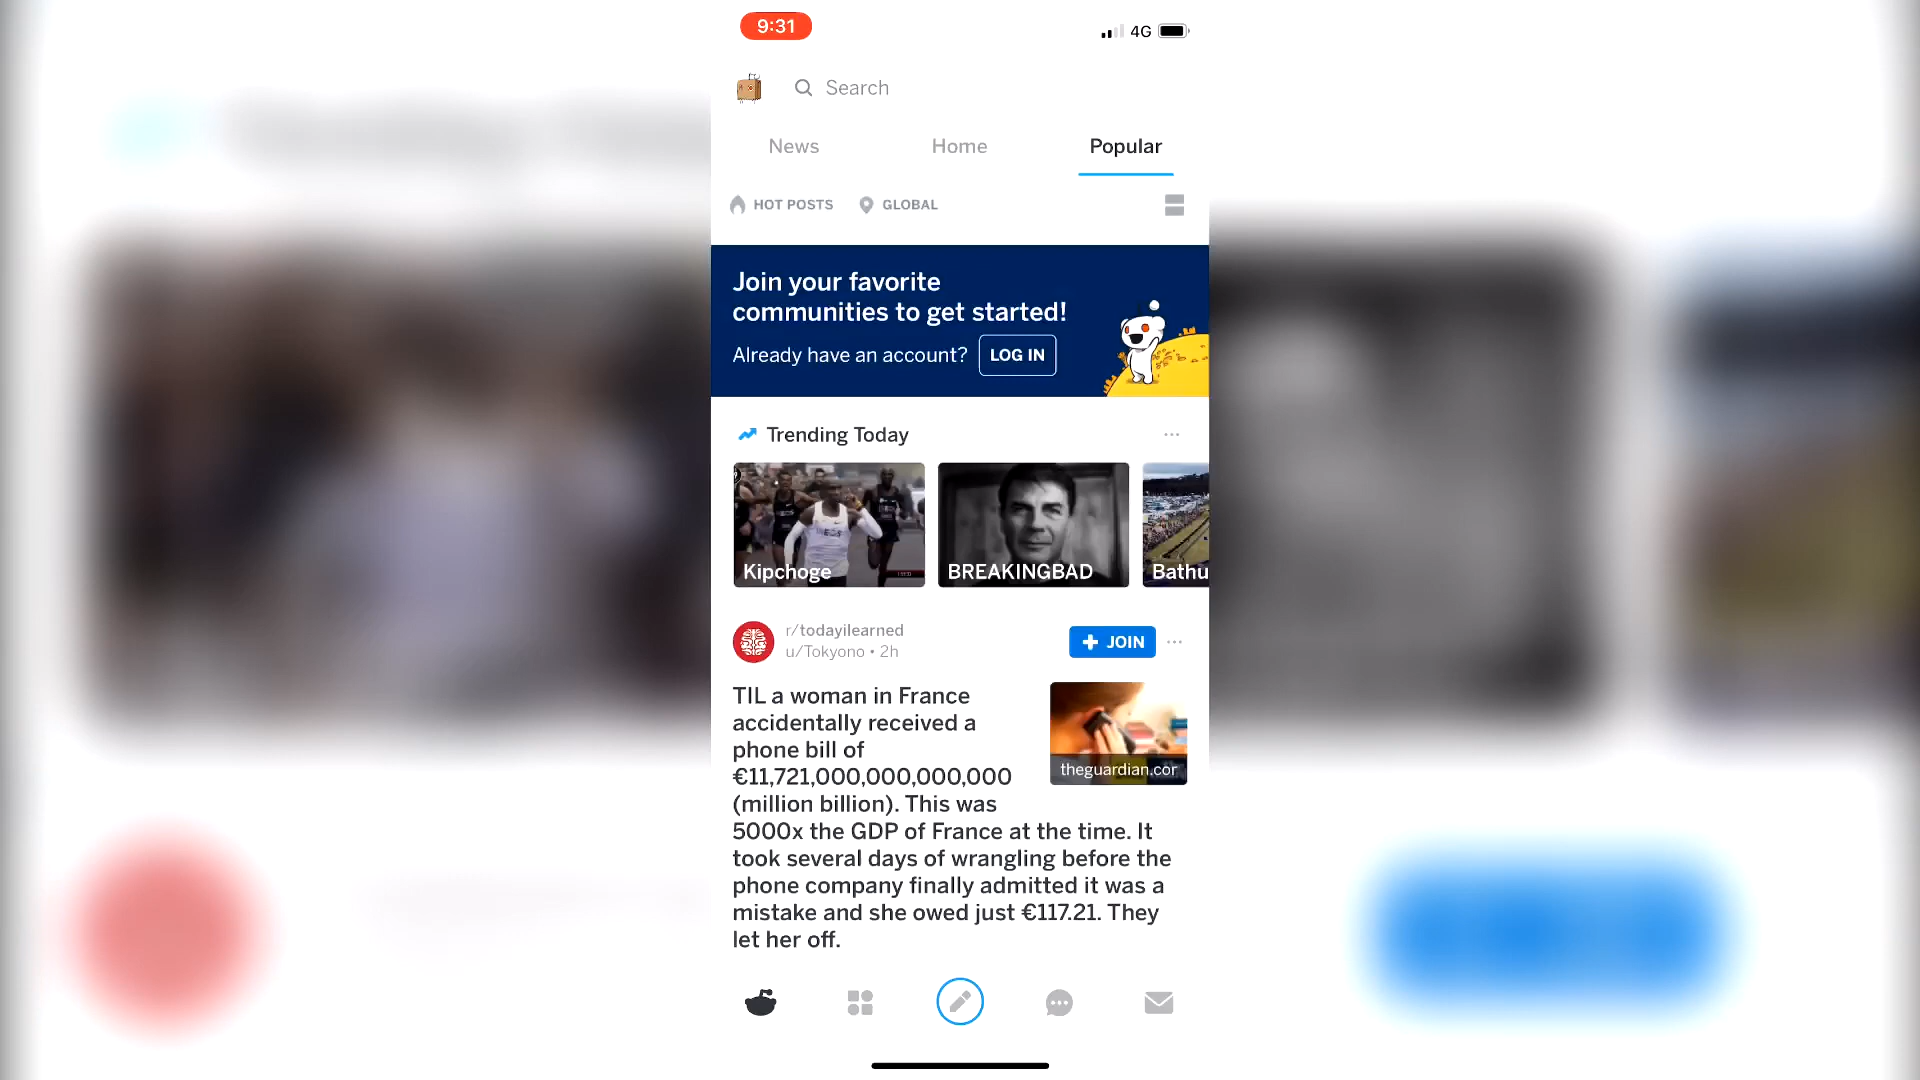 9:31
4G
Search
News
Home
Popular
HOT POSTS
GLOBAL
Join your favorite
communities to get started!
Already have an account?
LOG IN
Trending Today
Kipchoge
BREAKINGBAD
Bathu
r/todayilearned
u/Tokyono • 2h
+ JOIN
TIL a woman in France
accidentally received a
phone bill of
€11,721,000,000,000,000
(million billion). This was
5000x the GDP of France at the time. It
took several days of wrangling before the
phone company finally admitted it was a
mistake and she owed just €117.21. They
let her off.
theguardian.cor